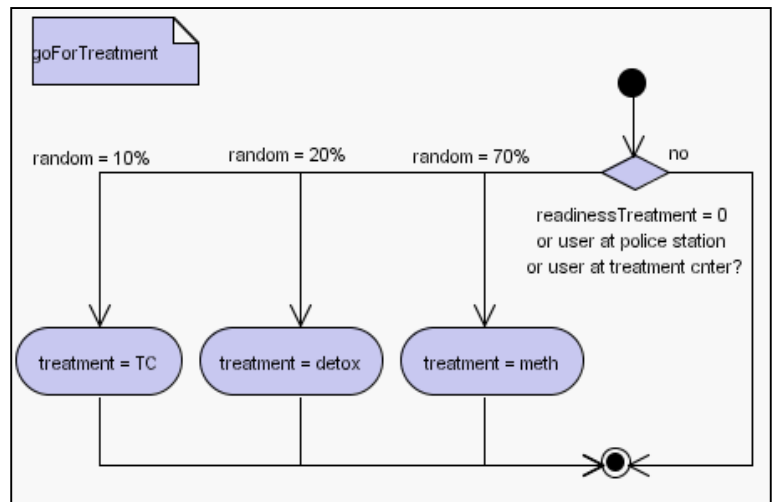 goForTreatment
random = 10%
random = 20%
random = 70%
no
readinessTreatment = 0
or user at police station
or user at treatment cnter?
treatment = TC
treatment = detox
treatment = meth